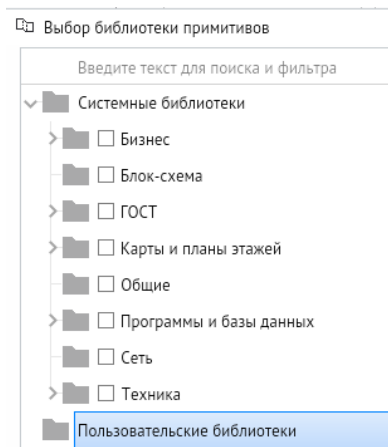 Выбор библиотеки примитивов
Введите текст для поиска и фильтра
Системные библиотеки
Бизнес
Блок-схема
ГОСТ
Карты и планы этажей
Общие
Программы и базы данных
Сеть
Техника
Пользовательские библиотеки